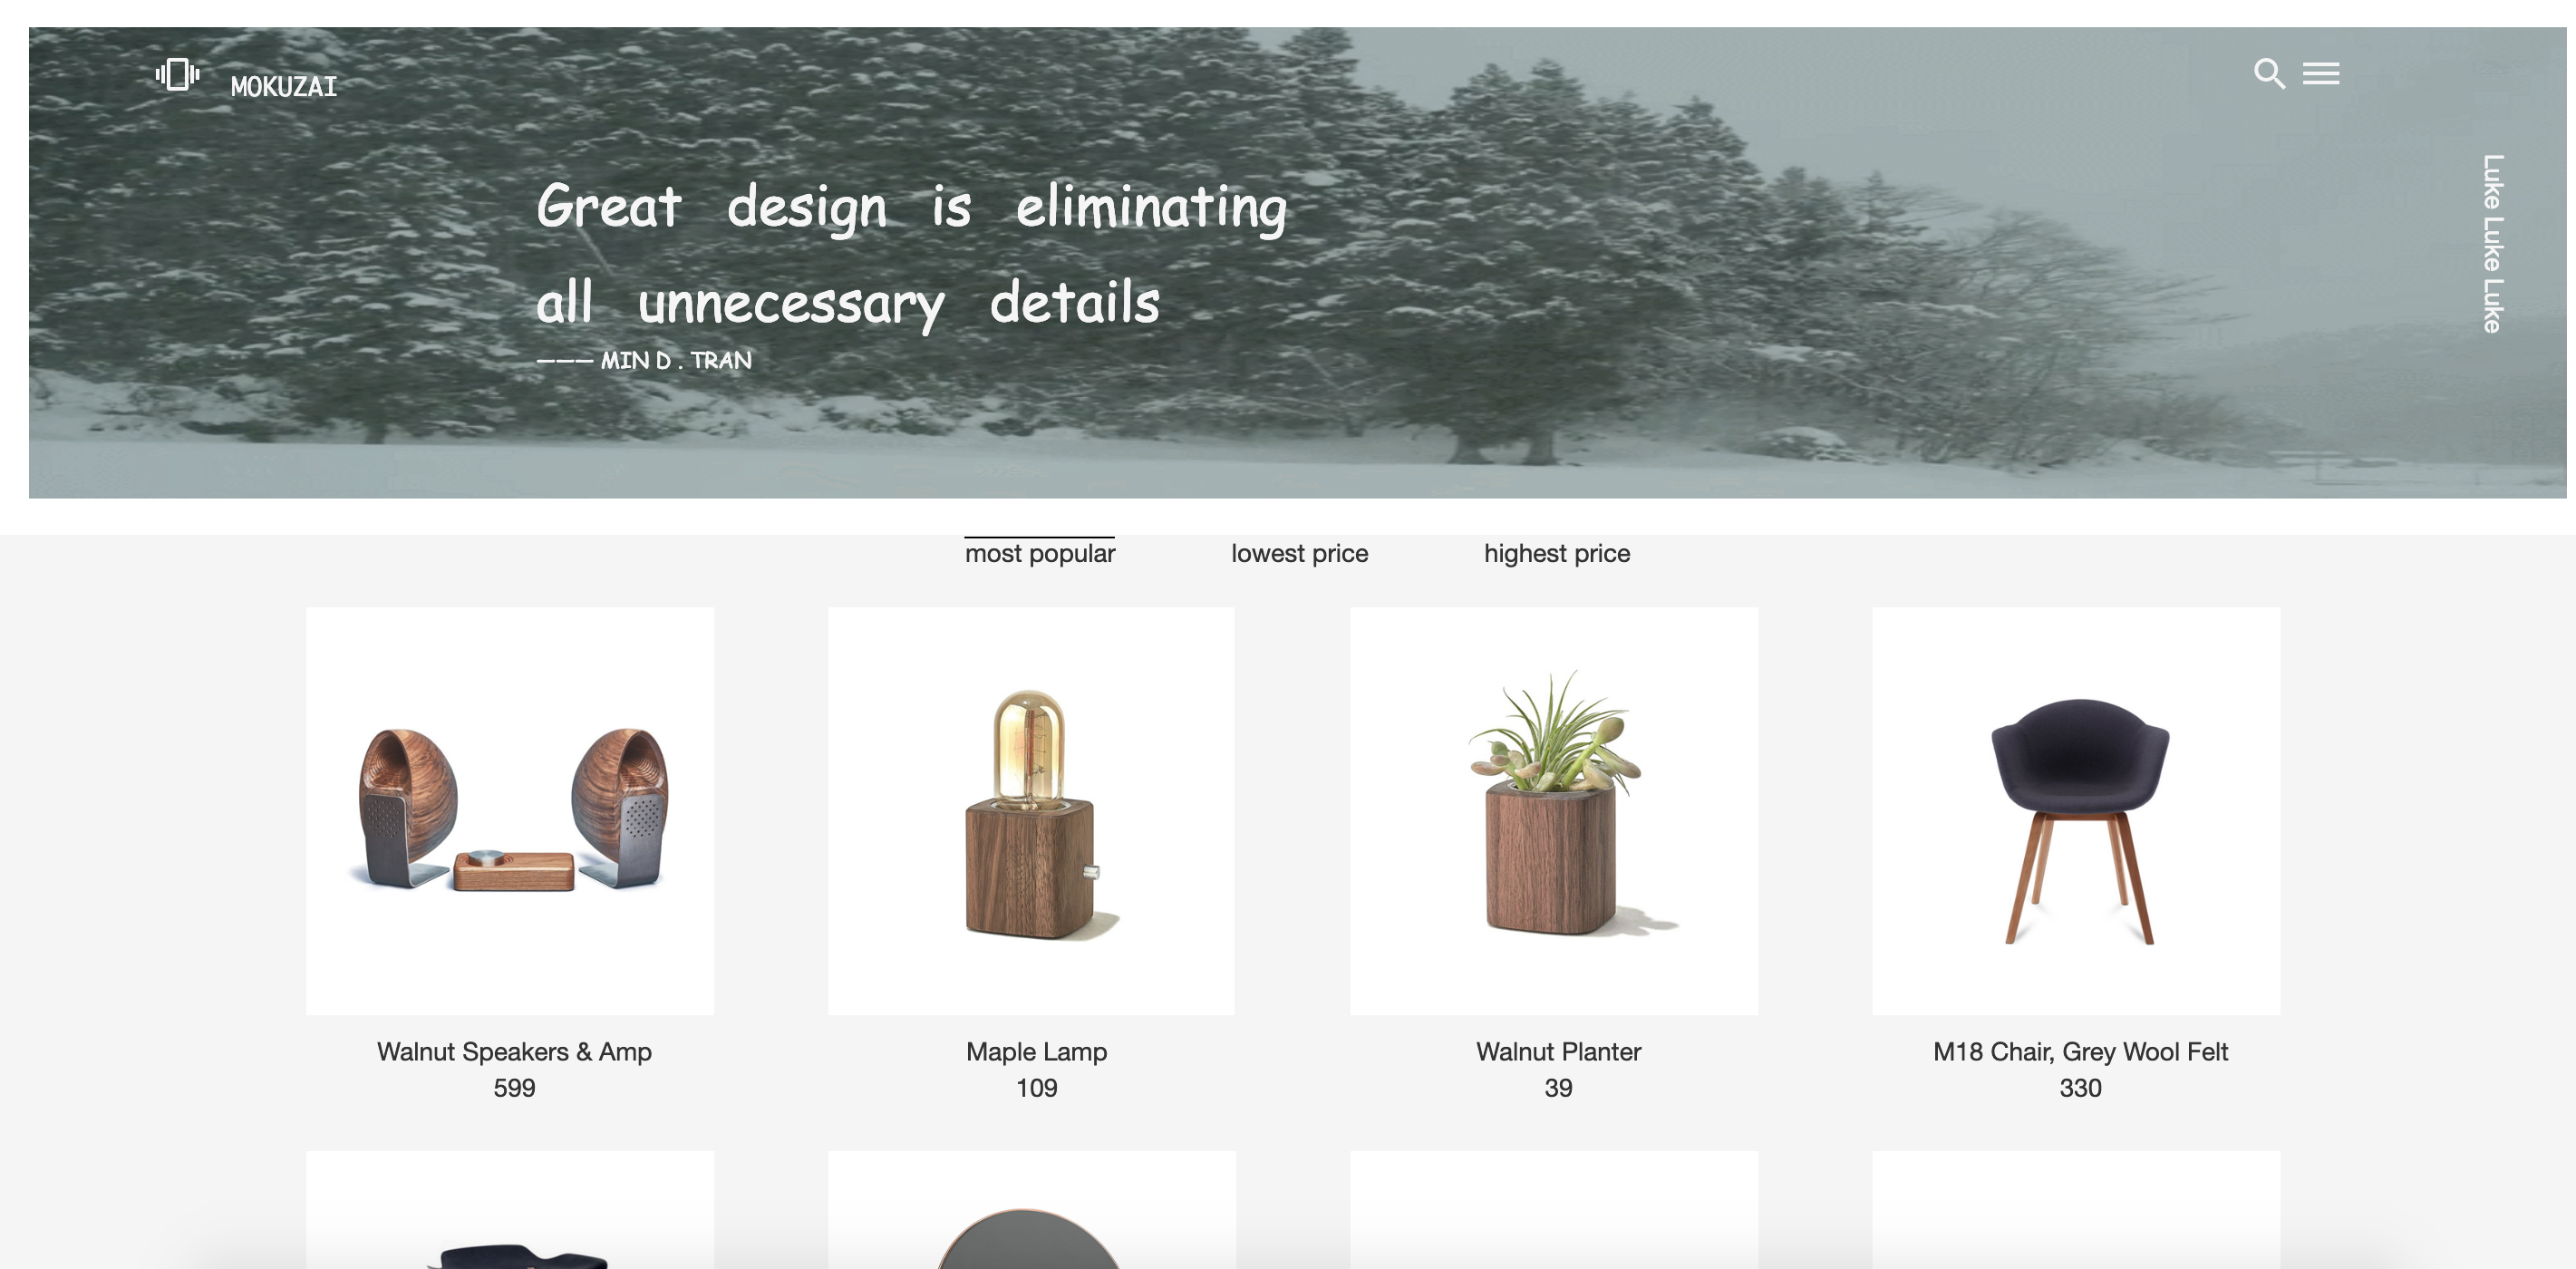 MOKUZAI
Great design is eliminating
all unnecessary details
——— MIN D . TRAN
Luke Luke Luke
most popular
lowest price
highest price
Walnut Speakers & Amp
599
Maple Lamp
109
Walnut Planter
39
M18 Chair, Grey Wool Felt
330